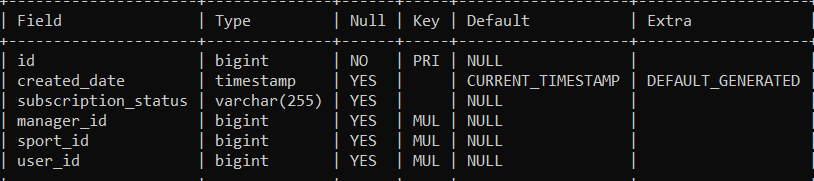 | Field | Type | Null | Key | Default | Extra |
| id | bigint | NO | PRI | NULL | |
| created_date | timestamp | YES | | CURRENT_TIMESTAMP | DEFAULT_GENERATED |
| subscription_status | varchar(255) | YES | | NULL | |
| manager_id | bigint | YES | MUL | NULL | |
| sport_id | bigint | YES | MUL | NULL | |
| user_id | bigint | YES | MUL | NULL | |